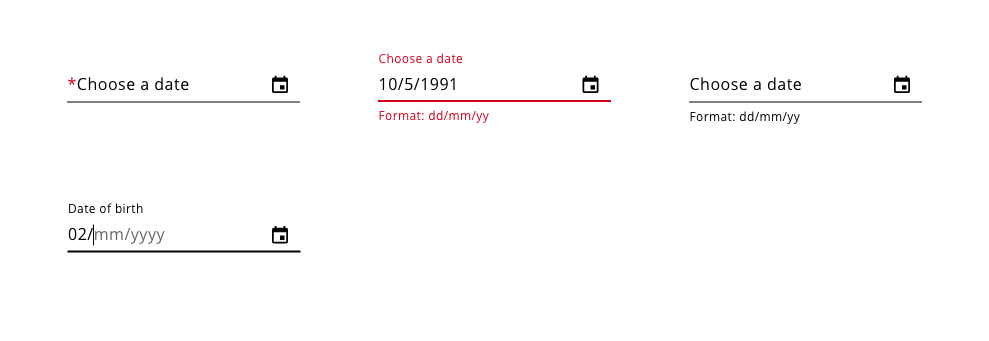 *Choose a date
Choose a date
10/5/1991
Format: dd/mm/yy
Choose a date
Format: dd/mm/yy
Date of birth
02/mm/yyyy